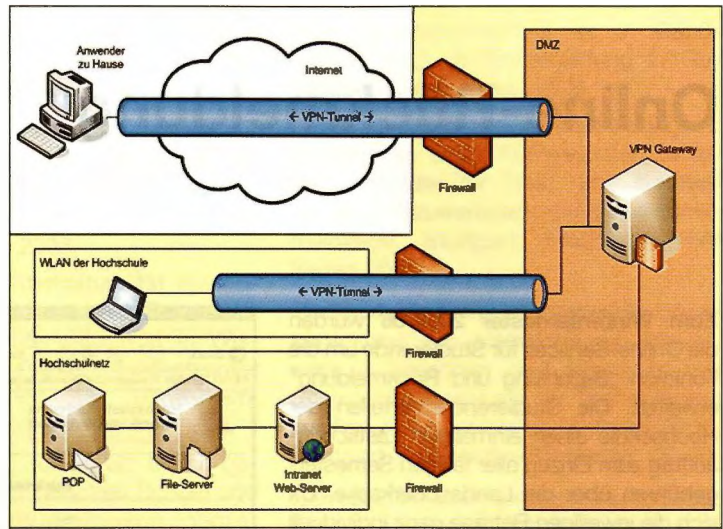 Anwender
zu Hause
Internet
DMZ
← VPN-Tunnel →
VPN Gateway
Firewall
WLAN der Hochschule
← VPN-Tunnel →
Firewall
Hochschulnetz
POP
File-Server
Intranet
Web-Server
Firewall